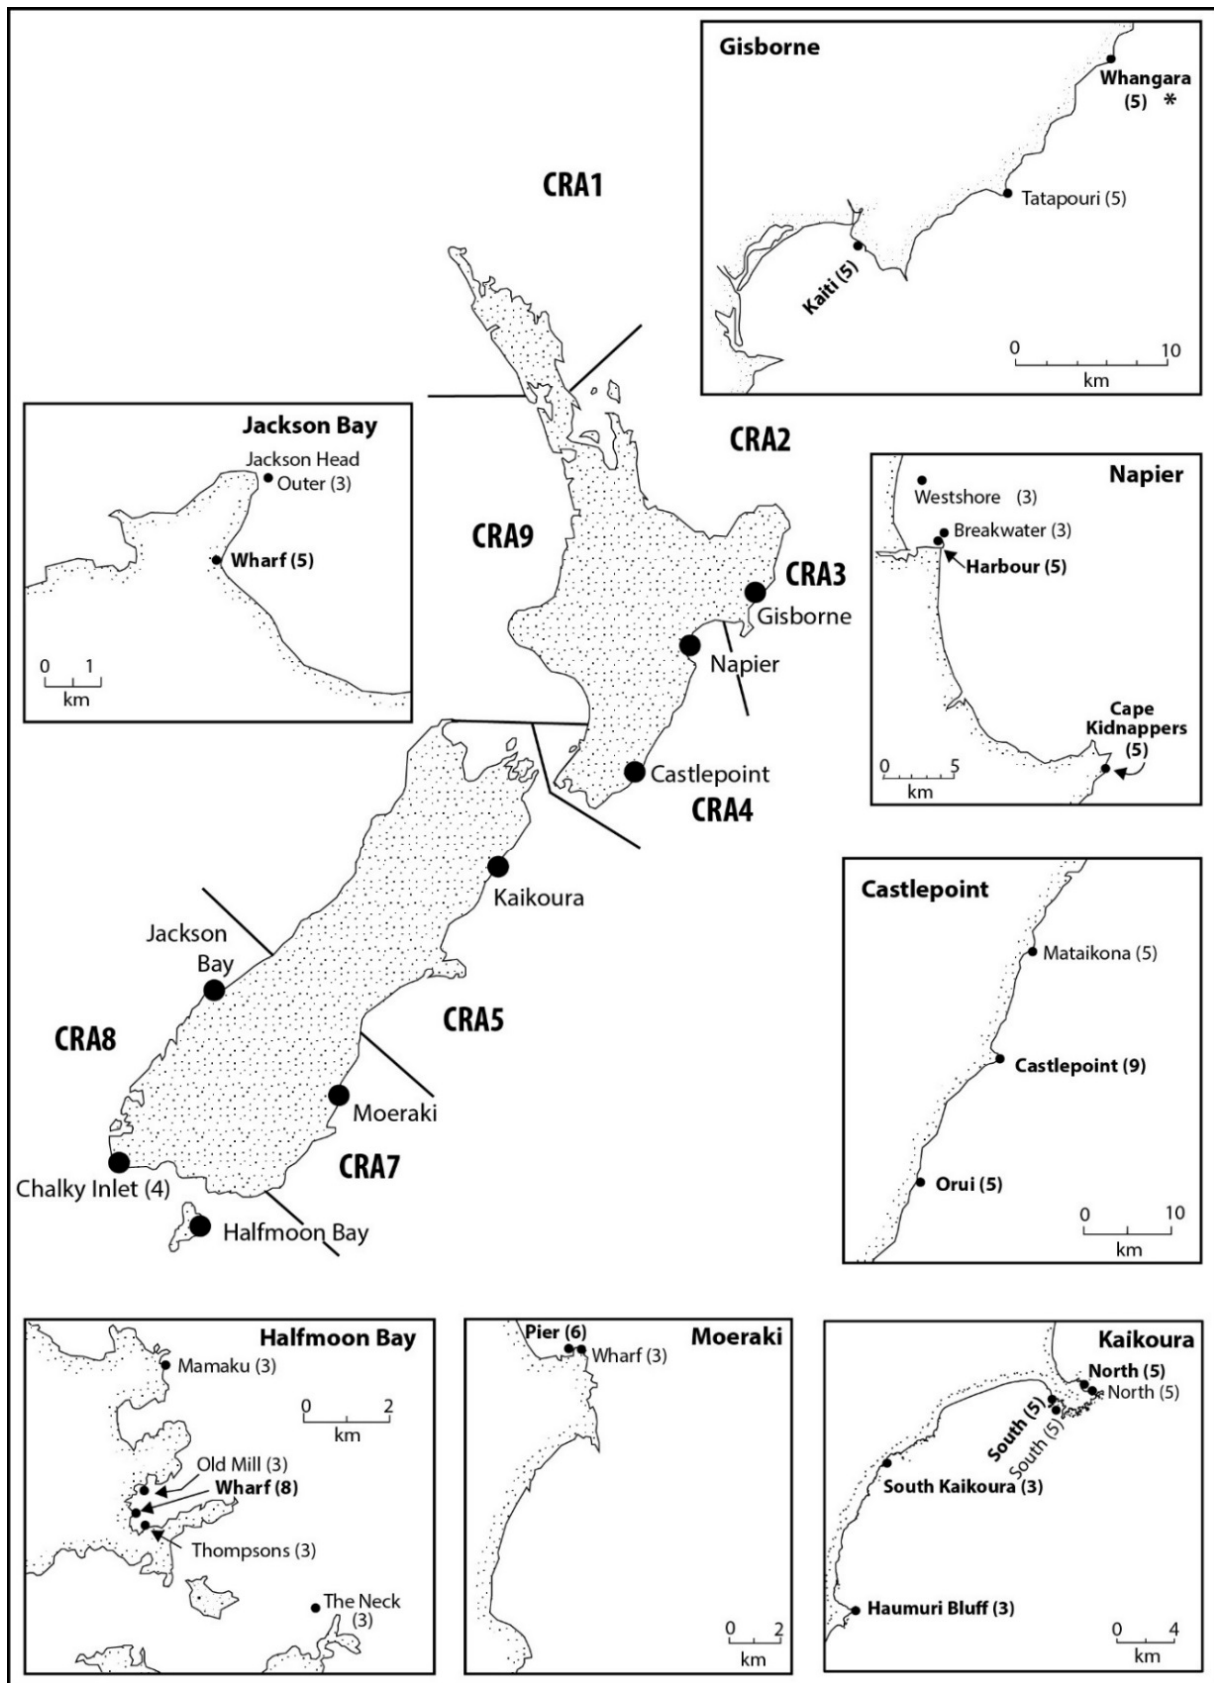 Gisborne
Whangara
(5) *
Tatapouri (5)
Kaiti (5)
0 10
km
CRA1
CRA2
CRA9
CRA3
Gisborne
Napier
Castlepoint
CRA4
Kaikoura
Jackson
Bay
CRA5
CRA8
Moeraki
CRA7
Chalky Inlet (4)
Halfmoon Bay
Jackson Bay
Jackson Head
Outer (3)
Wharf (5)
0 1
km
Napier
Westshore (3)
Breakwater (3)
Harbour (5)
Cape
Kidnappers
(5)
0 5
km
Castlepoint
Mataikona (5)
Castlepoint (9)
Orui (5)
0 10
km
Halfmoon Bay
Mamaku (3)
0 2
km
Old Mill (3)
Wharf (8)
Thompsons (3)
The Neck
(3)
Moeraki
Pier (6)
Wharf (3)
0 2
km
Kaikoura
North (5)
North (5)
South (5)
South (5)
South Kaikoura (3)
Haumuri Bluff (3)
0 4
km